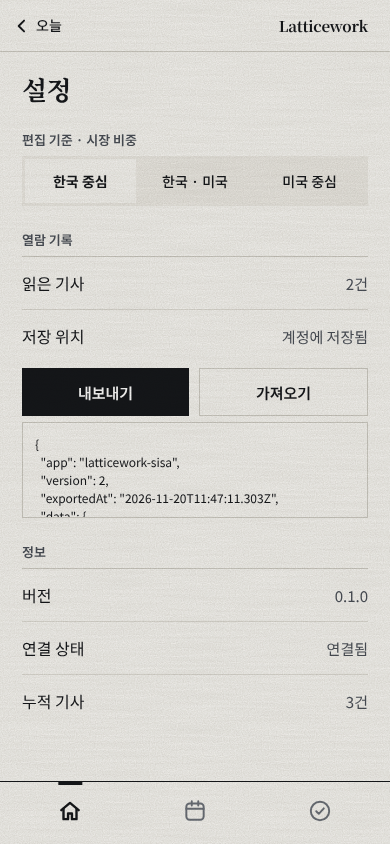 오늘
Latticework
설정
편집 기준 · 시장 비중
한국 중심
한국 · 미국
미국 중심
열람 기록
읽은 기사
2건
저장 위치
계정에 저장됨
내보내기
가져오기
{
"app": "latticework-sisa",
"version": 2,
"exportedAt": "2026-11-20T11:47:11.303Z",
"data": {
정보
버전
0.1.0
연결 상태
연결됨
누적 기사
3건